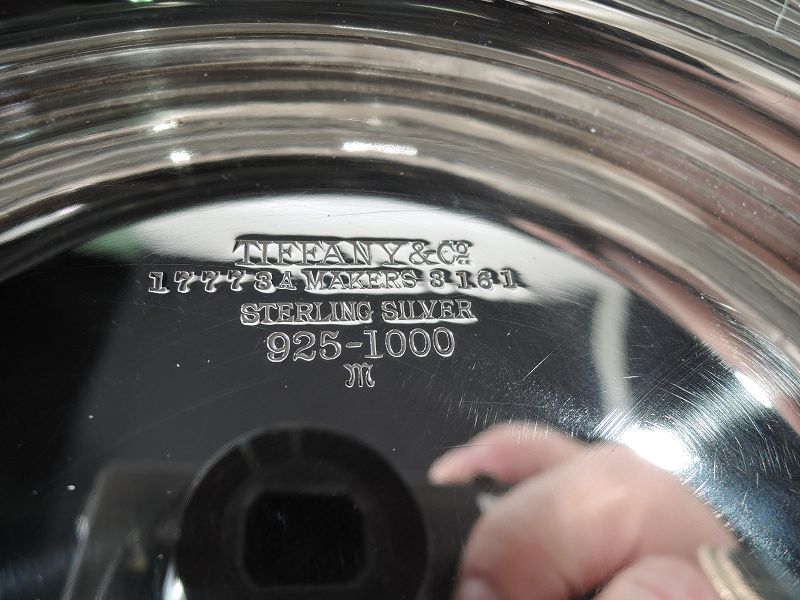 TIFFANY & Co.
17773A MAKERS 3161
STERLING SILVER
925-1000
M